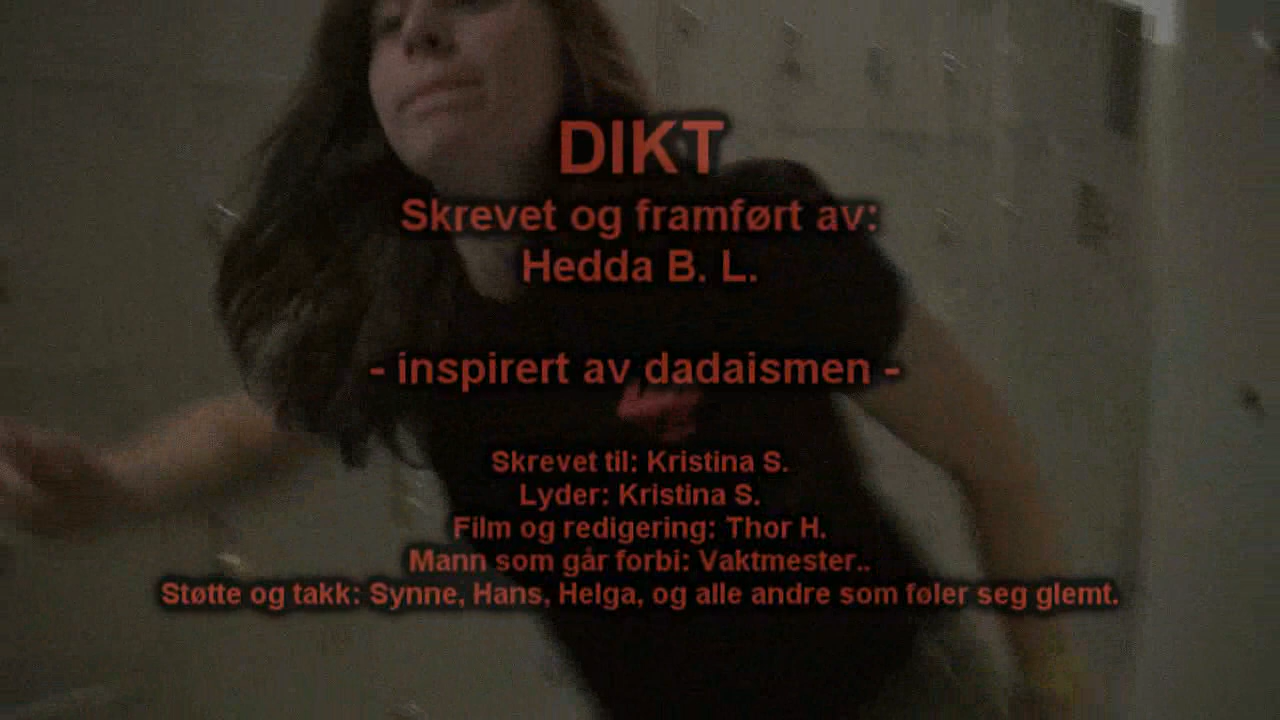 DIKT
Skrevet og framført av:
Hedda B. L.
- inspirert av dadaismen -
Skrevet til: Kristina S.
Lyder: Kristina S.
Film og redigering: Thor H.
Mann som går forbi: Vaktmester..
Støtte og takk: Synne, Hans, Helga, og alle andre som føler seg glemt.